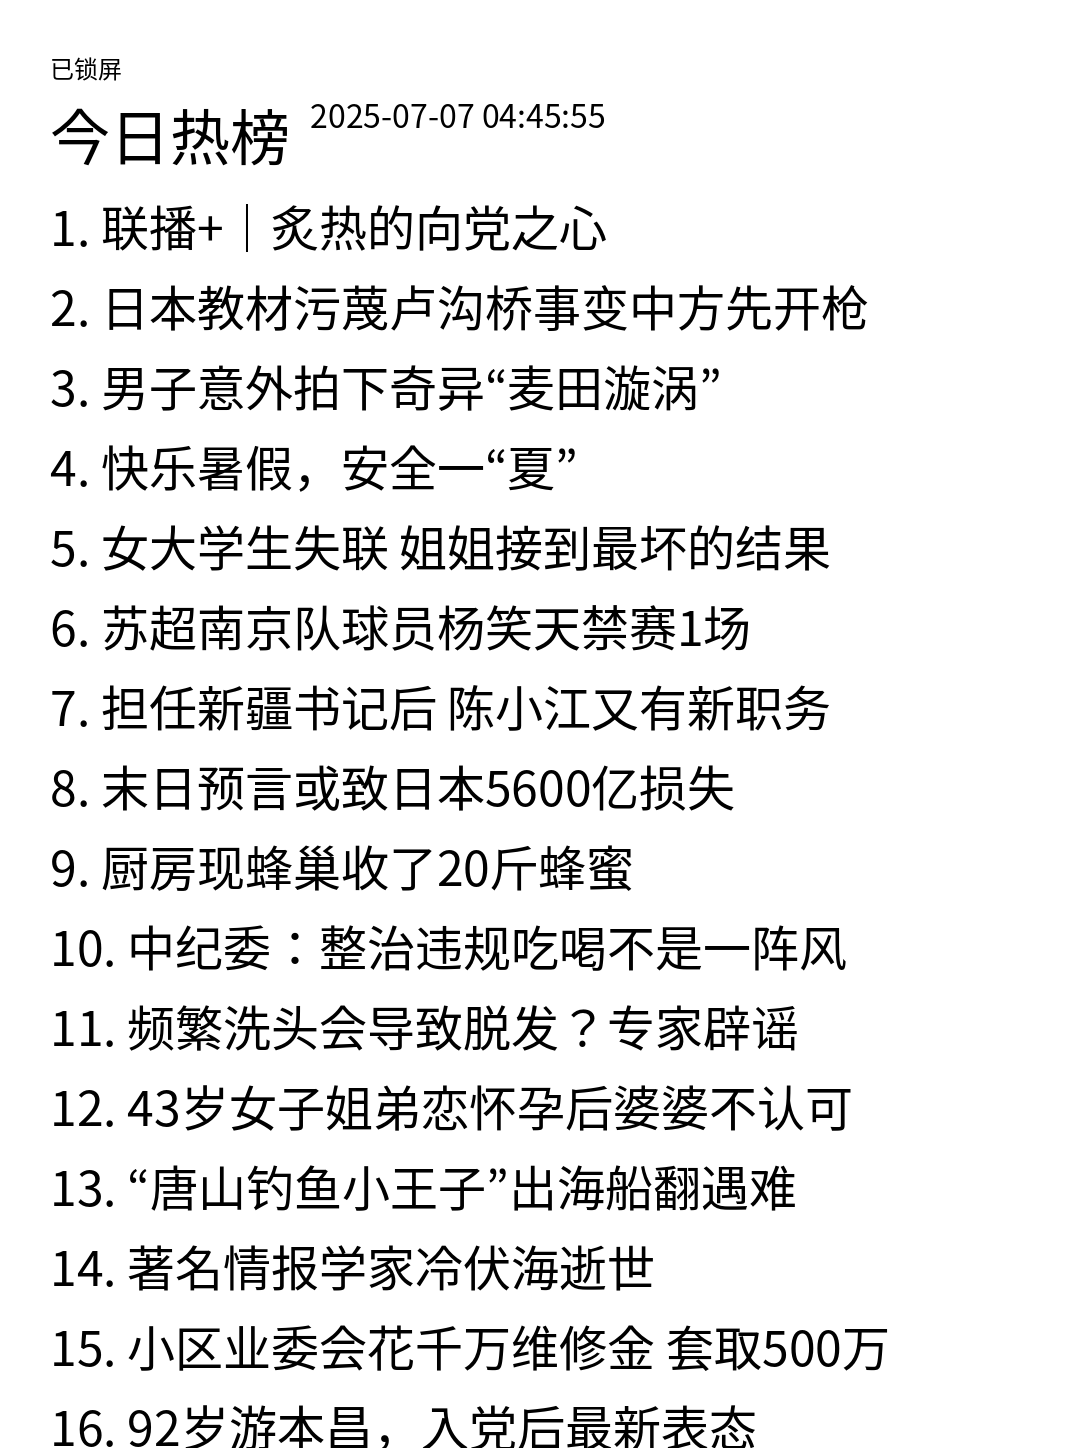 已锁屏
今日热榜 2025-07-07 04:45:55
1. 联播+｜炙热的向党之心
2. 日本教材污蔑卢沟桥事变中方先开枪
3. 男子意外拍下奇异“麦田漩涡”
4. 快乐暑假，安全一“夏”
5. 女大学生失联 姐姐接到最坏的结果
6. 苏超南京队球员杨笑天禁赛1场
7. 担任新疆书记后 陈小江又有新职务
8. 末日预言或致日本5600亿损失
9. 厨房现蜂巢收了20斤蜂蜜
10. 中纪委：整治违规吃喝不是一阵风
11. 频繁洗头会导致脱发？专家辟谣
12. 43岁女子姐弟恋怀孕后婆婆不认可
13. “唐山钓鱼小王子”出海船翻遇难
14. 著名情报学家冷伏海逝世
15. 小区业委会花千万维修金 套取500万
16. 92岁游本昌，入党后最新表态